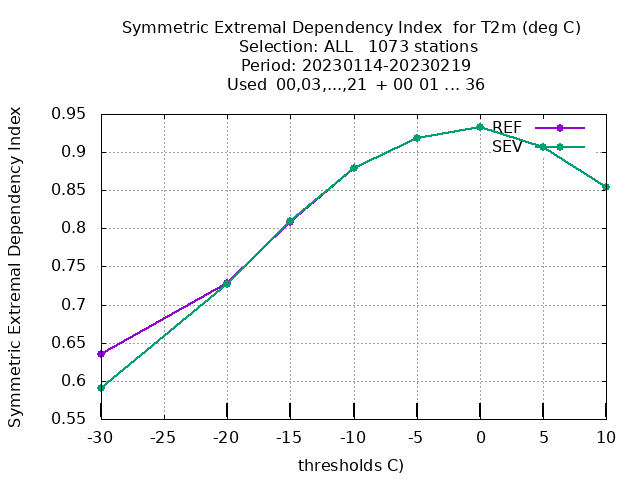 Symmetric Extremal Dependency Index  for T2m (deg C)
Selection: ALL   1073 stations
Period: 20230114-20230219
Used  00,03,...,21  + 00 01 ... 36
Symmetric Extremal Dependency Index
0.95
0.9
0.85
0.8
0.75
0.7
0.65
0.6
0.55
REF
SEV
-30 -25 -20 -15 -10 -5 0 5 10
thresholds C)